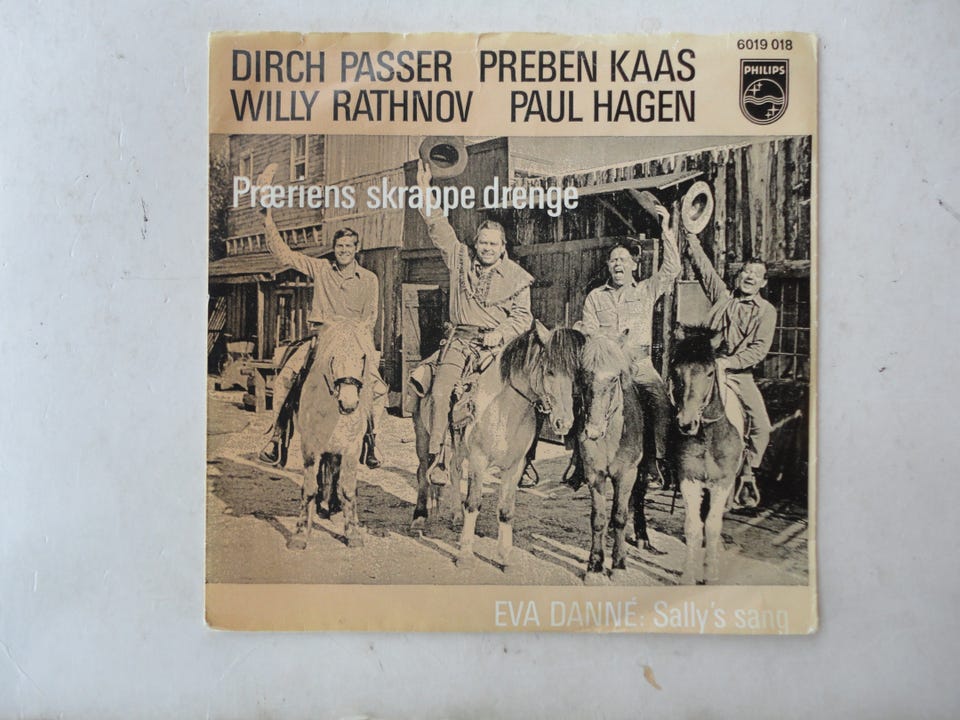 6019 018
DIRCH PASSER PREBEN KAAS
WILLY RATHNOV PAUL HAGEN
PHILIPS
Præriens skrappe drenge
EVA DANNÉ: Sally's sang